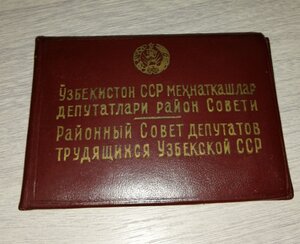 Ўзбекистон ССР меҳнаткашлар
депутатлари район Совети
Районный Совет депутатов
трудящихся Узбекской ССР